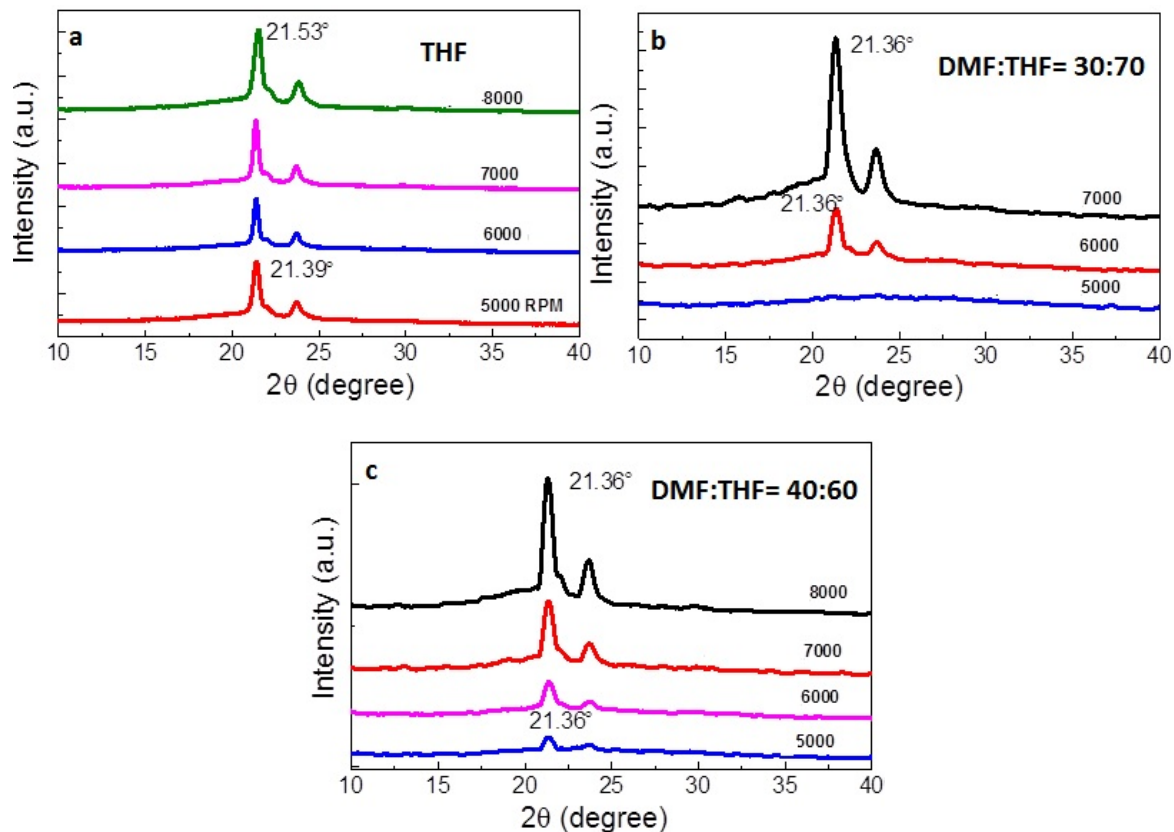 a
21.53°
THF
8000
7000
6000
21.39°
5000 RPM
Intensity (a.u.)
10 15 20 25 30 35 40
2θ (degree)
b
21.36°
DMF:THF= 30:70
7000
21.36°
6000
5000
Intensity (a.u.)
10 15 20 25 30 35 40
2θ (degree)
c
21.36°
DMF:THF= 40:60
8000
7000
6000
21.36°
5000
Intensity (a.u.)
10 15 20 25 30 35 40
2θ (degree)